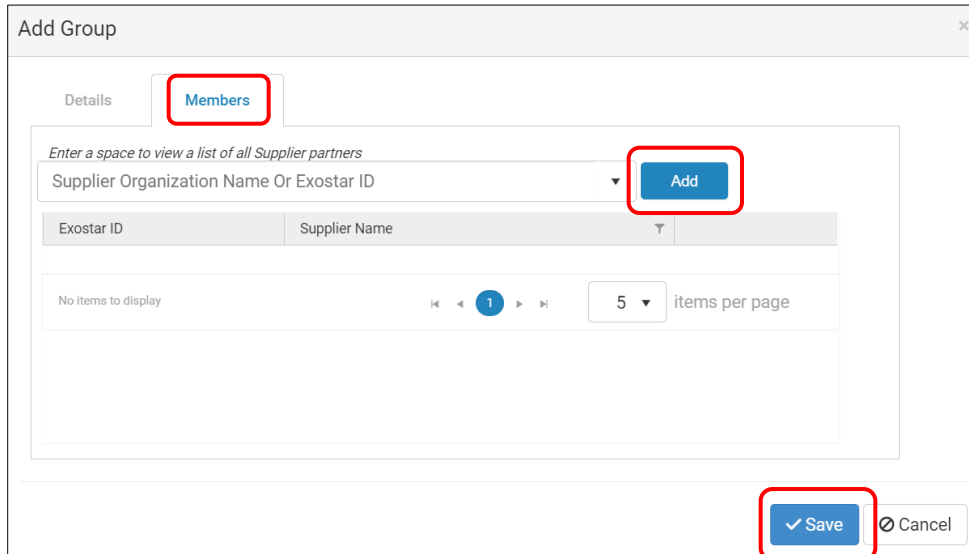 Add Group
×
Details Members
Enter a space to view a list of all Supplier partners
Supplier Organization Name Or Exostar ID Add
Exostar ID Supplier Name
No items to display 1 5 items per page
Save Cancel